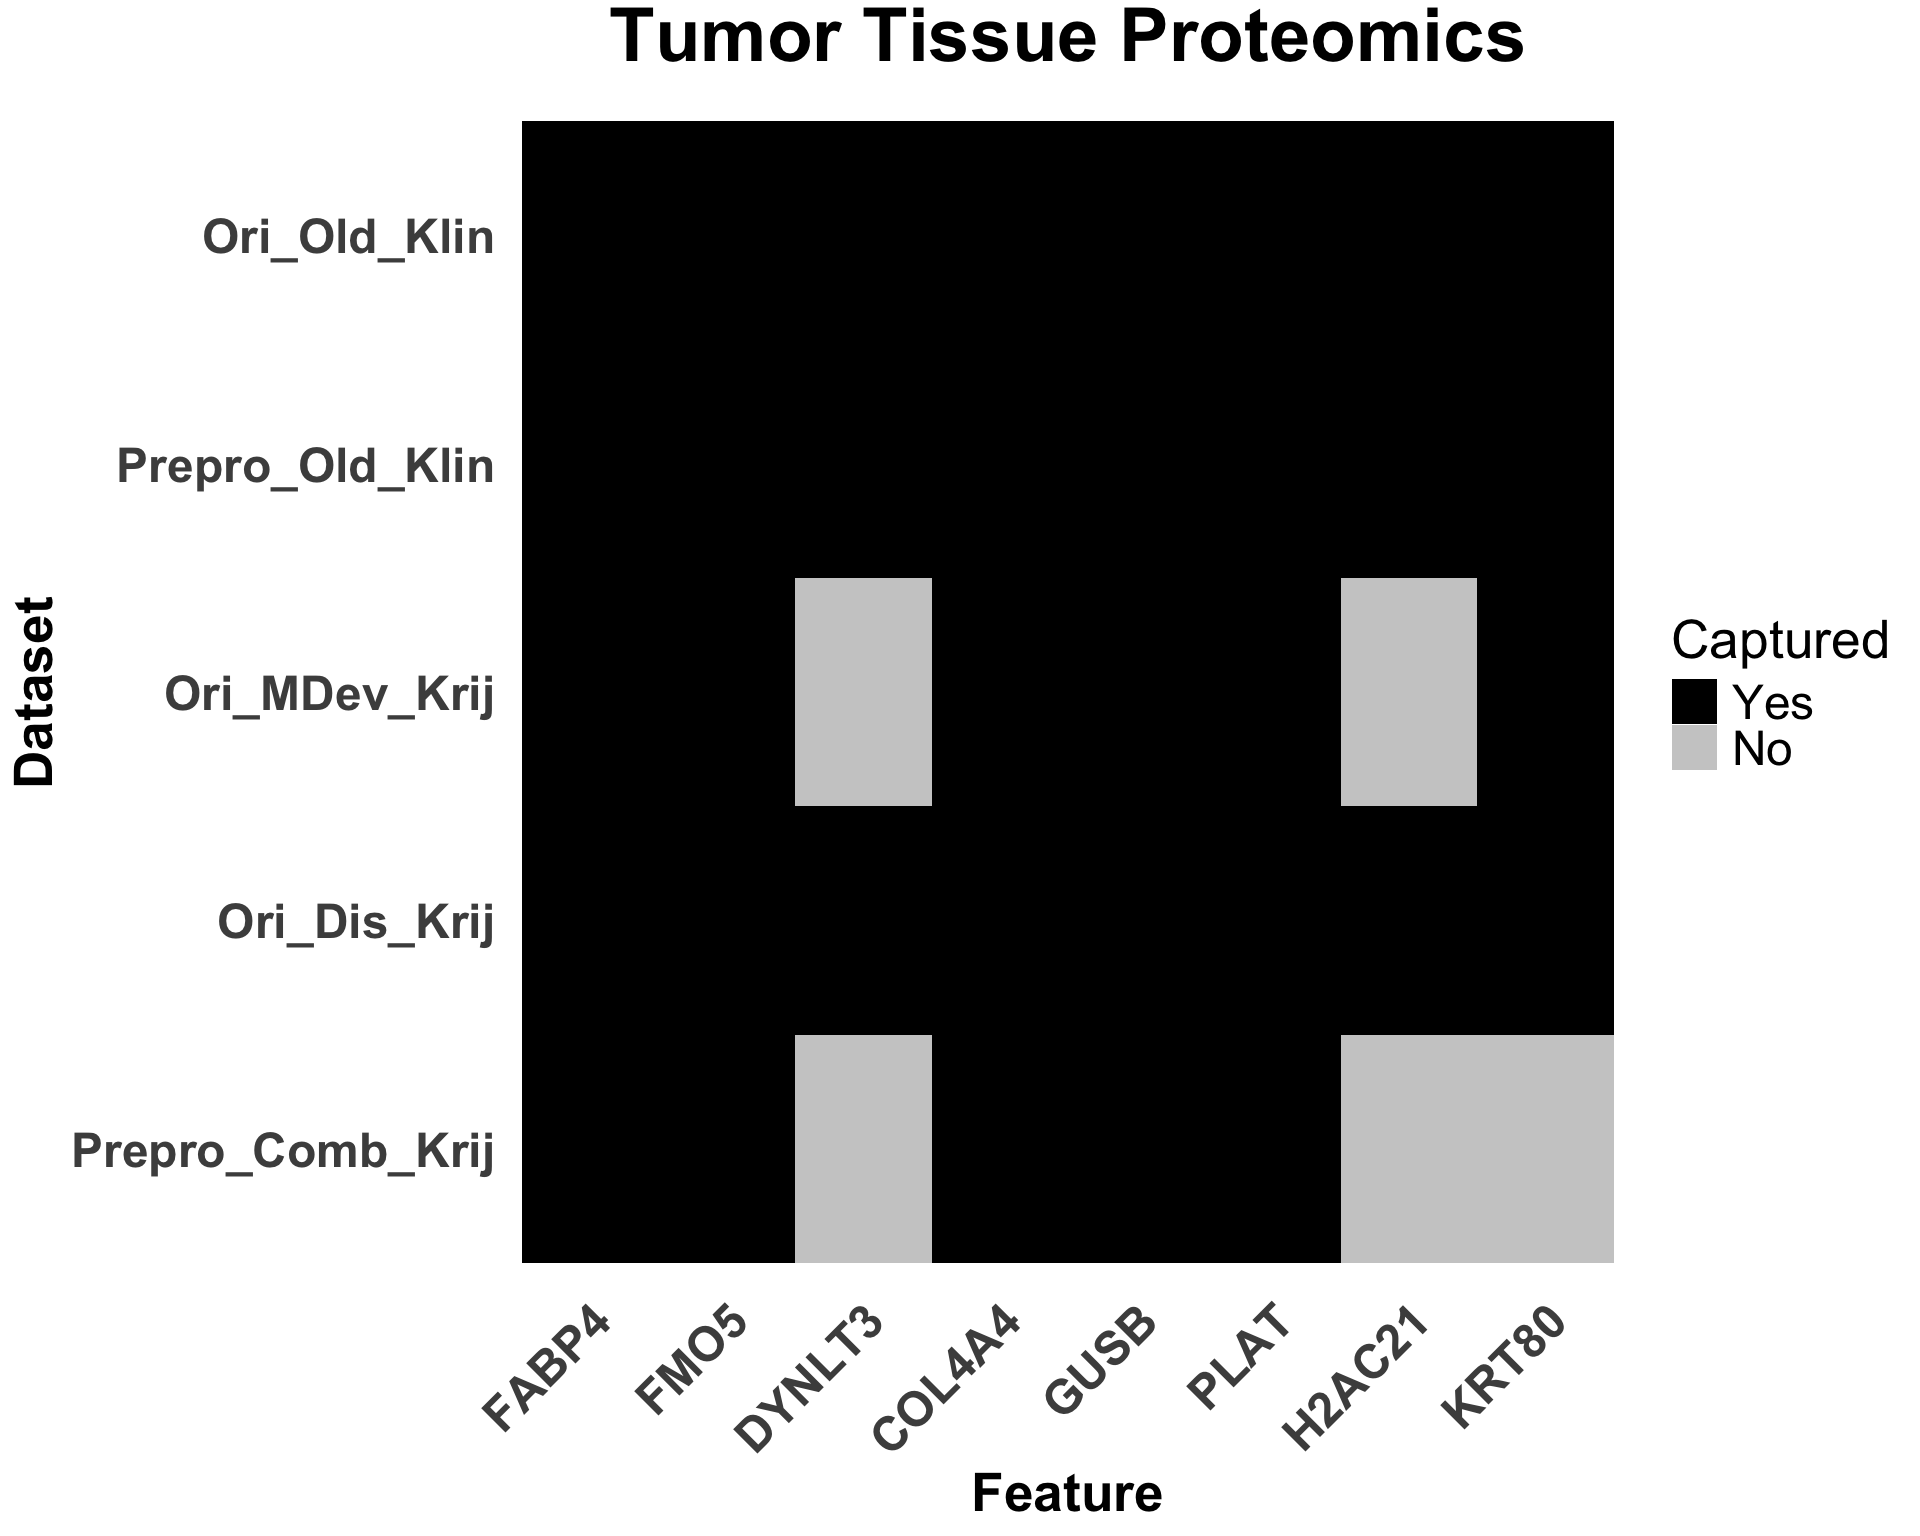 Tumor Tissue Proteomics
Dataset
Ori_Old_Klin
Prepro_Old_Klin
Ori_MDev_Krij
Ori_Dis_Krij
Prepro_Comb_Krij
FABP4
FMO5
DYNLT3
COL4A4
GUSB
PLAT
H2AC21
KRT80
Feature
Captured
Yes
No